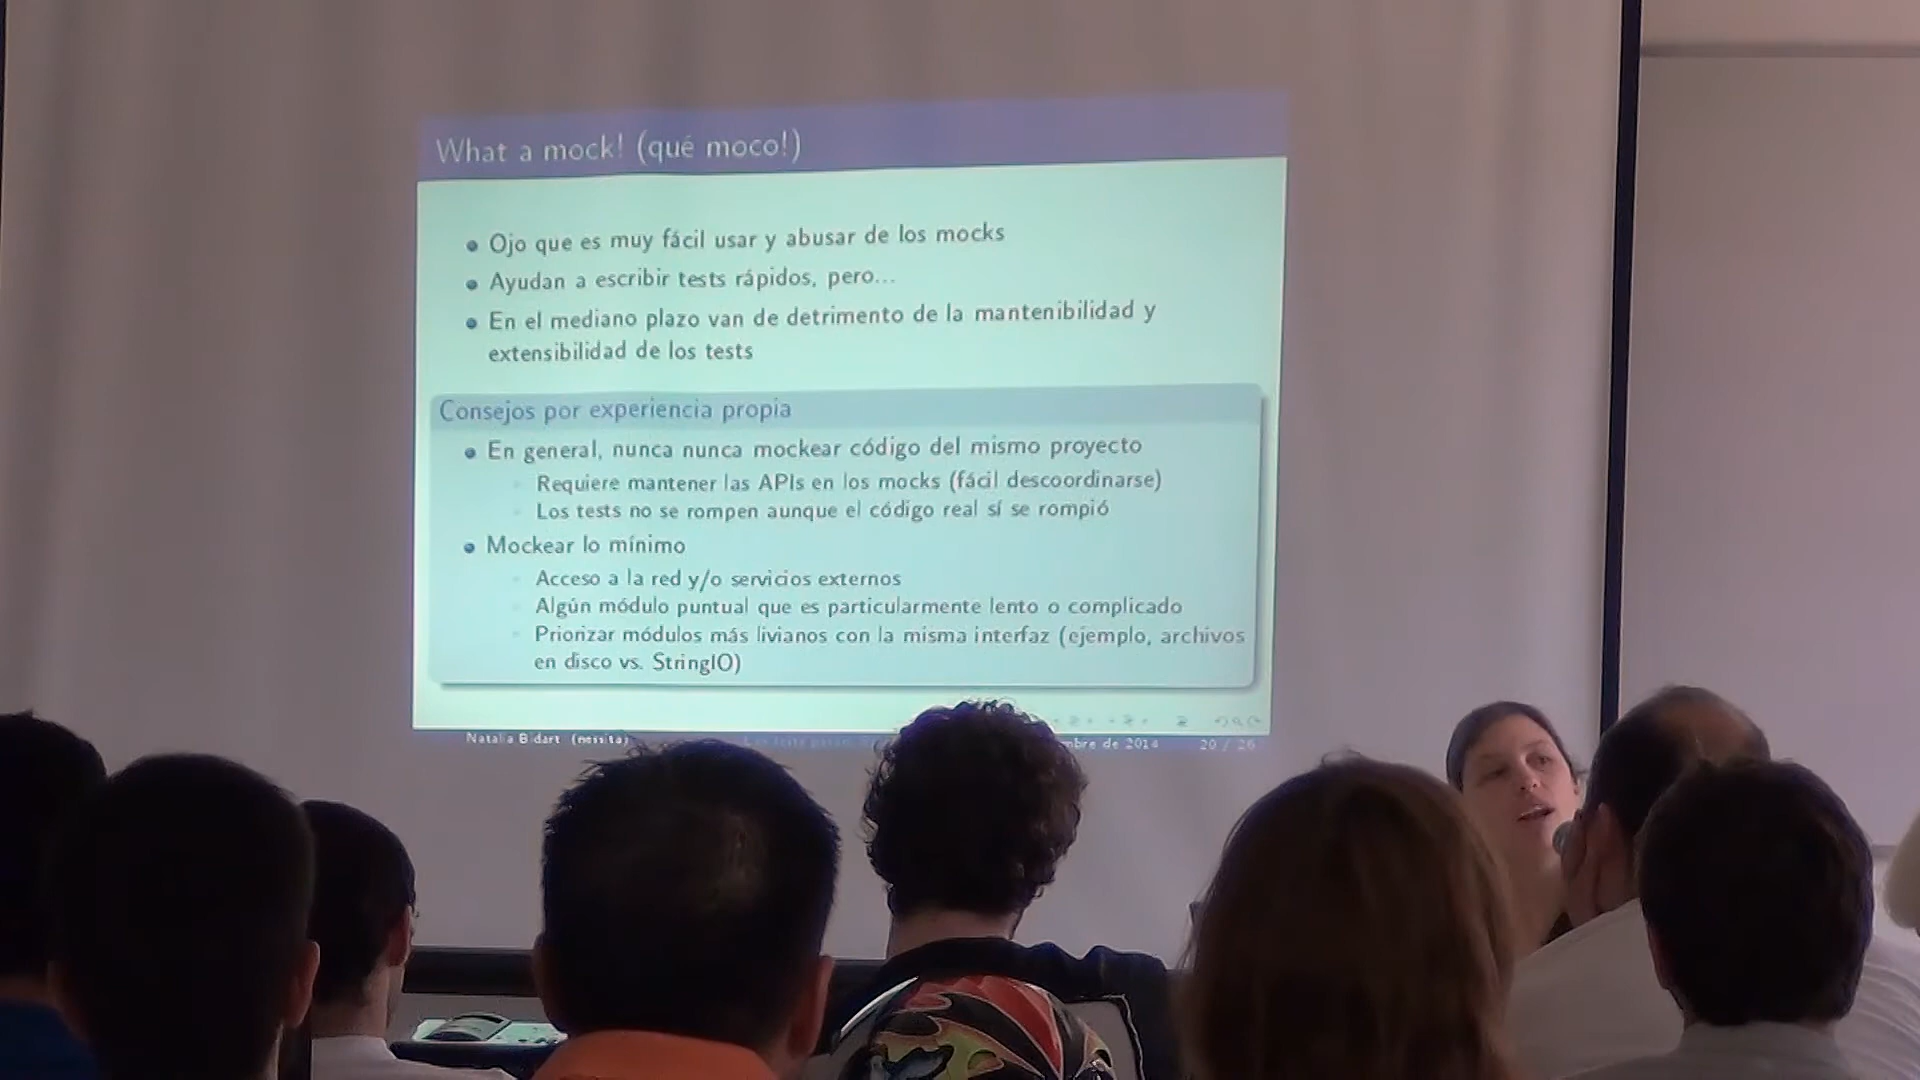 What a mock! (qué moco!)
Ojo que es muy fácil usar y abusar de los mocks
Ayudan a escribir tests rápidos, pero...
En el mediano plazo van de detrimento de la mantenibilidad y
extensibilidad de los tests
Consejos por experiencia propia
En general, nunca nunca mockear código del mismo proyecto
Requiere mantener las APIs en los mocks (fácil descoordinarse)
Los tests no se rompen aunque el código real sí se rompió
Mockear lo mínimo
Acceso a la red y/o servicios externos
Algún módulo puntual que es particularmente lento o complicado
Priorizar módulos más livianos con la misma interfaz (ejemplo, archivos
en disco vs. StringIO)
Natalia Bidart (nessita) de 2014 20 / 26